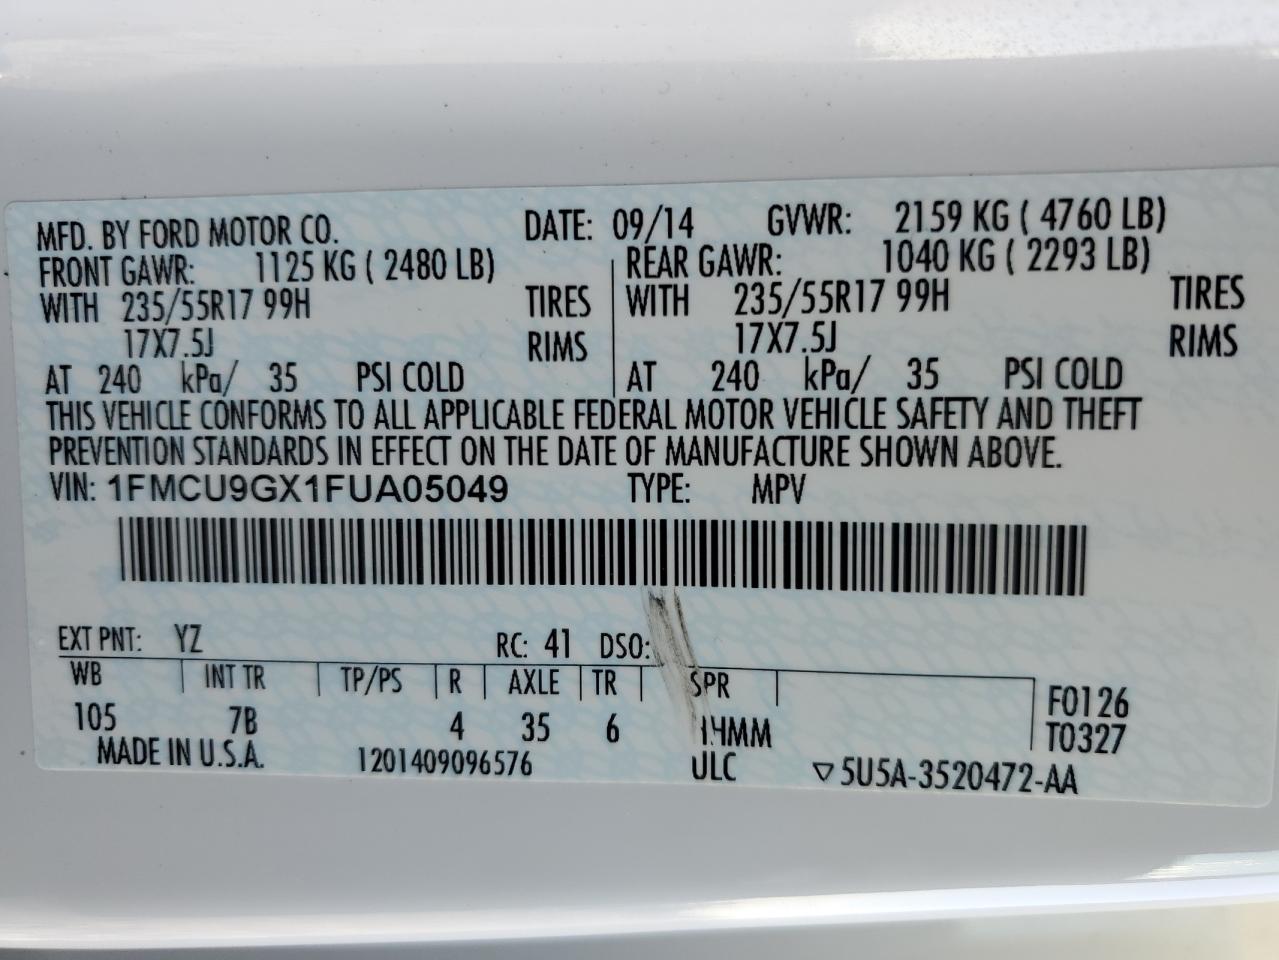 MFD. BY FORD MOTOR CO. DATE: 09/14 GVWR: 2159 KG ( 4760 LB)
FRONT GAWR: 1125 KG ( 2480 LB) REAR GAWR: 1040 KG ( 2293 LB)
WITH 235/55R17 99H TIRES WITH 235/55R17 99H TIRES
17X7.5J RIMS 17X7.5J RIMS
AT 240 kPa/ 35 PSI COLD AT 240 kPa/ 35 PSI COLD
THIS VEHICLE CONFORMS TO ALL APPLICABLE FEDERAL MOTOR VEHICLE SAFETY AND THEFT
PREVENTION STANDARDS IN EFFECT ON THE DATE OF MANUFACTURE SHOWN ABOVE.
VIN: 1FMCU9GX1FUA05049 TYPE: MPV
EXT PNT: YZ RC: 41 DSO:
WB INT TR TP/PS R AXLE TR SPR F0126
105 7B 4 35 6 T0327
MADE IN U.S.A. 1201409096576 ULC ▽5U5A-3520472-AA